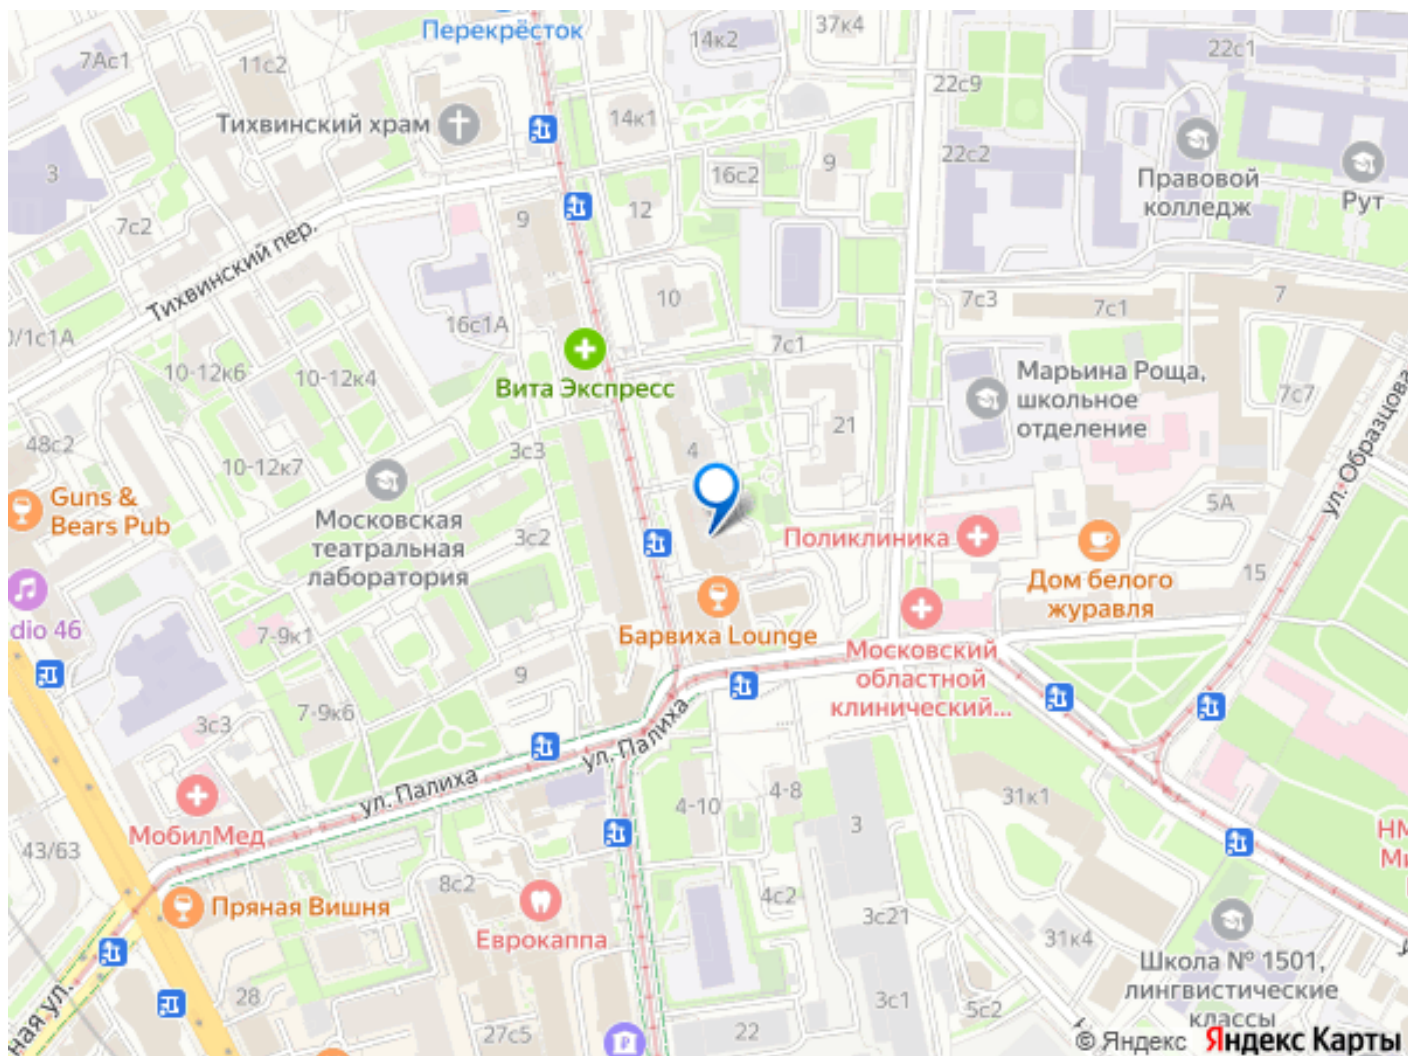 Перекрёсток
37к4
14к2
22с1
7Ас1
11с2
22с9
14к1
Тихвинский храм
22с2
9
3
16с2
Правовой
колледж
Рут
7с2
9
12
Тихвинский пер.
10
7с3
7с1
7
16с1А
0/1с1А
7с1
10-12к6
10-12к4
Вита Экспресс
Марьина Роща,
школьное
отделение
7с7
ул. Образцова
48с2
21
4
3с3
10-12к7
Guns &
Bears Pub
5А
Московская
театральная
лаборатория
3с2
Поликлиника
15
Дом белого
журавля
dio 46
7-9к1
Барвиха Lounge
Московский
областной
клинический...
9
7-9к6
3с3
...
ул. Палиха
ул. Палиха
4-10
4-8
31к1
3
МобилМед
43/63
НМ
Ми
8с2
4с2
Пряная Вишня
3с21
Еврокаппа
31к4
Школа № 1501,
лингвистические
классы
28
3с1
5с2
ная ул.
27с5
22
© Яндекс Яндекс Карты